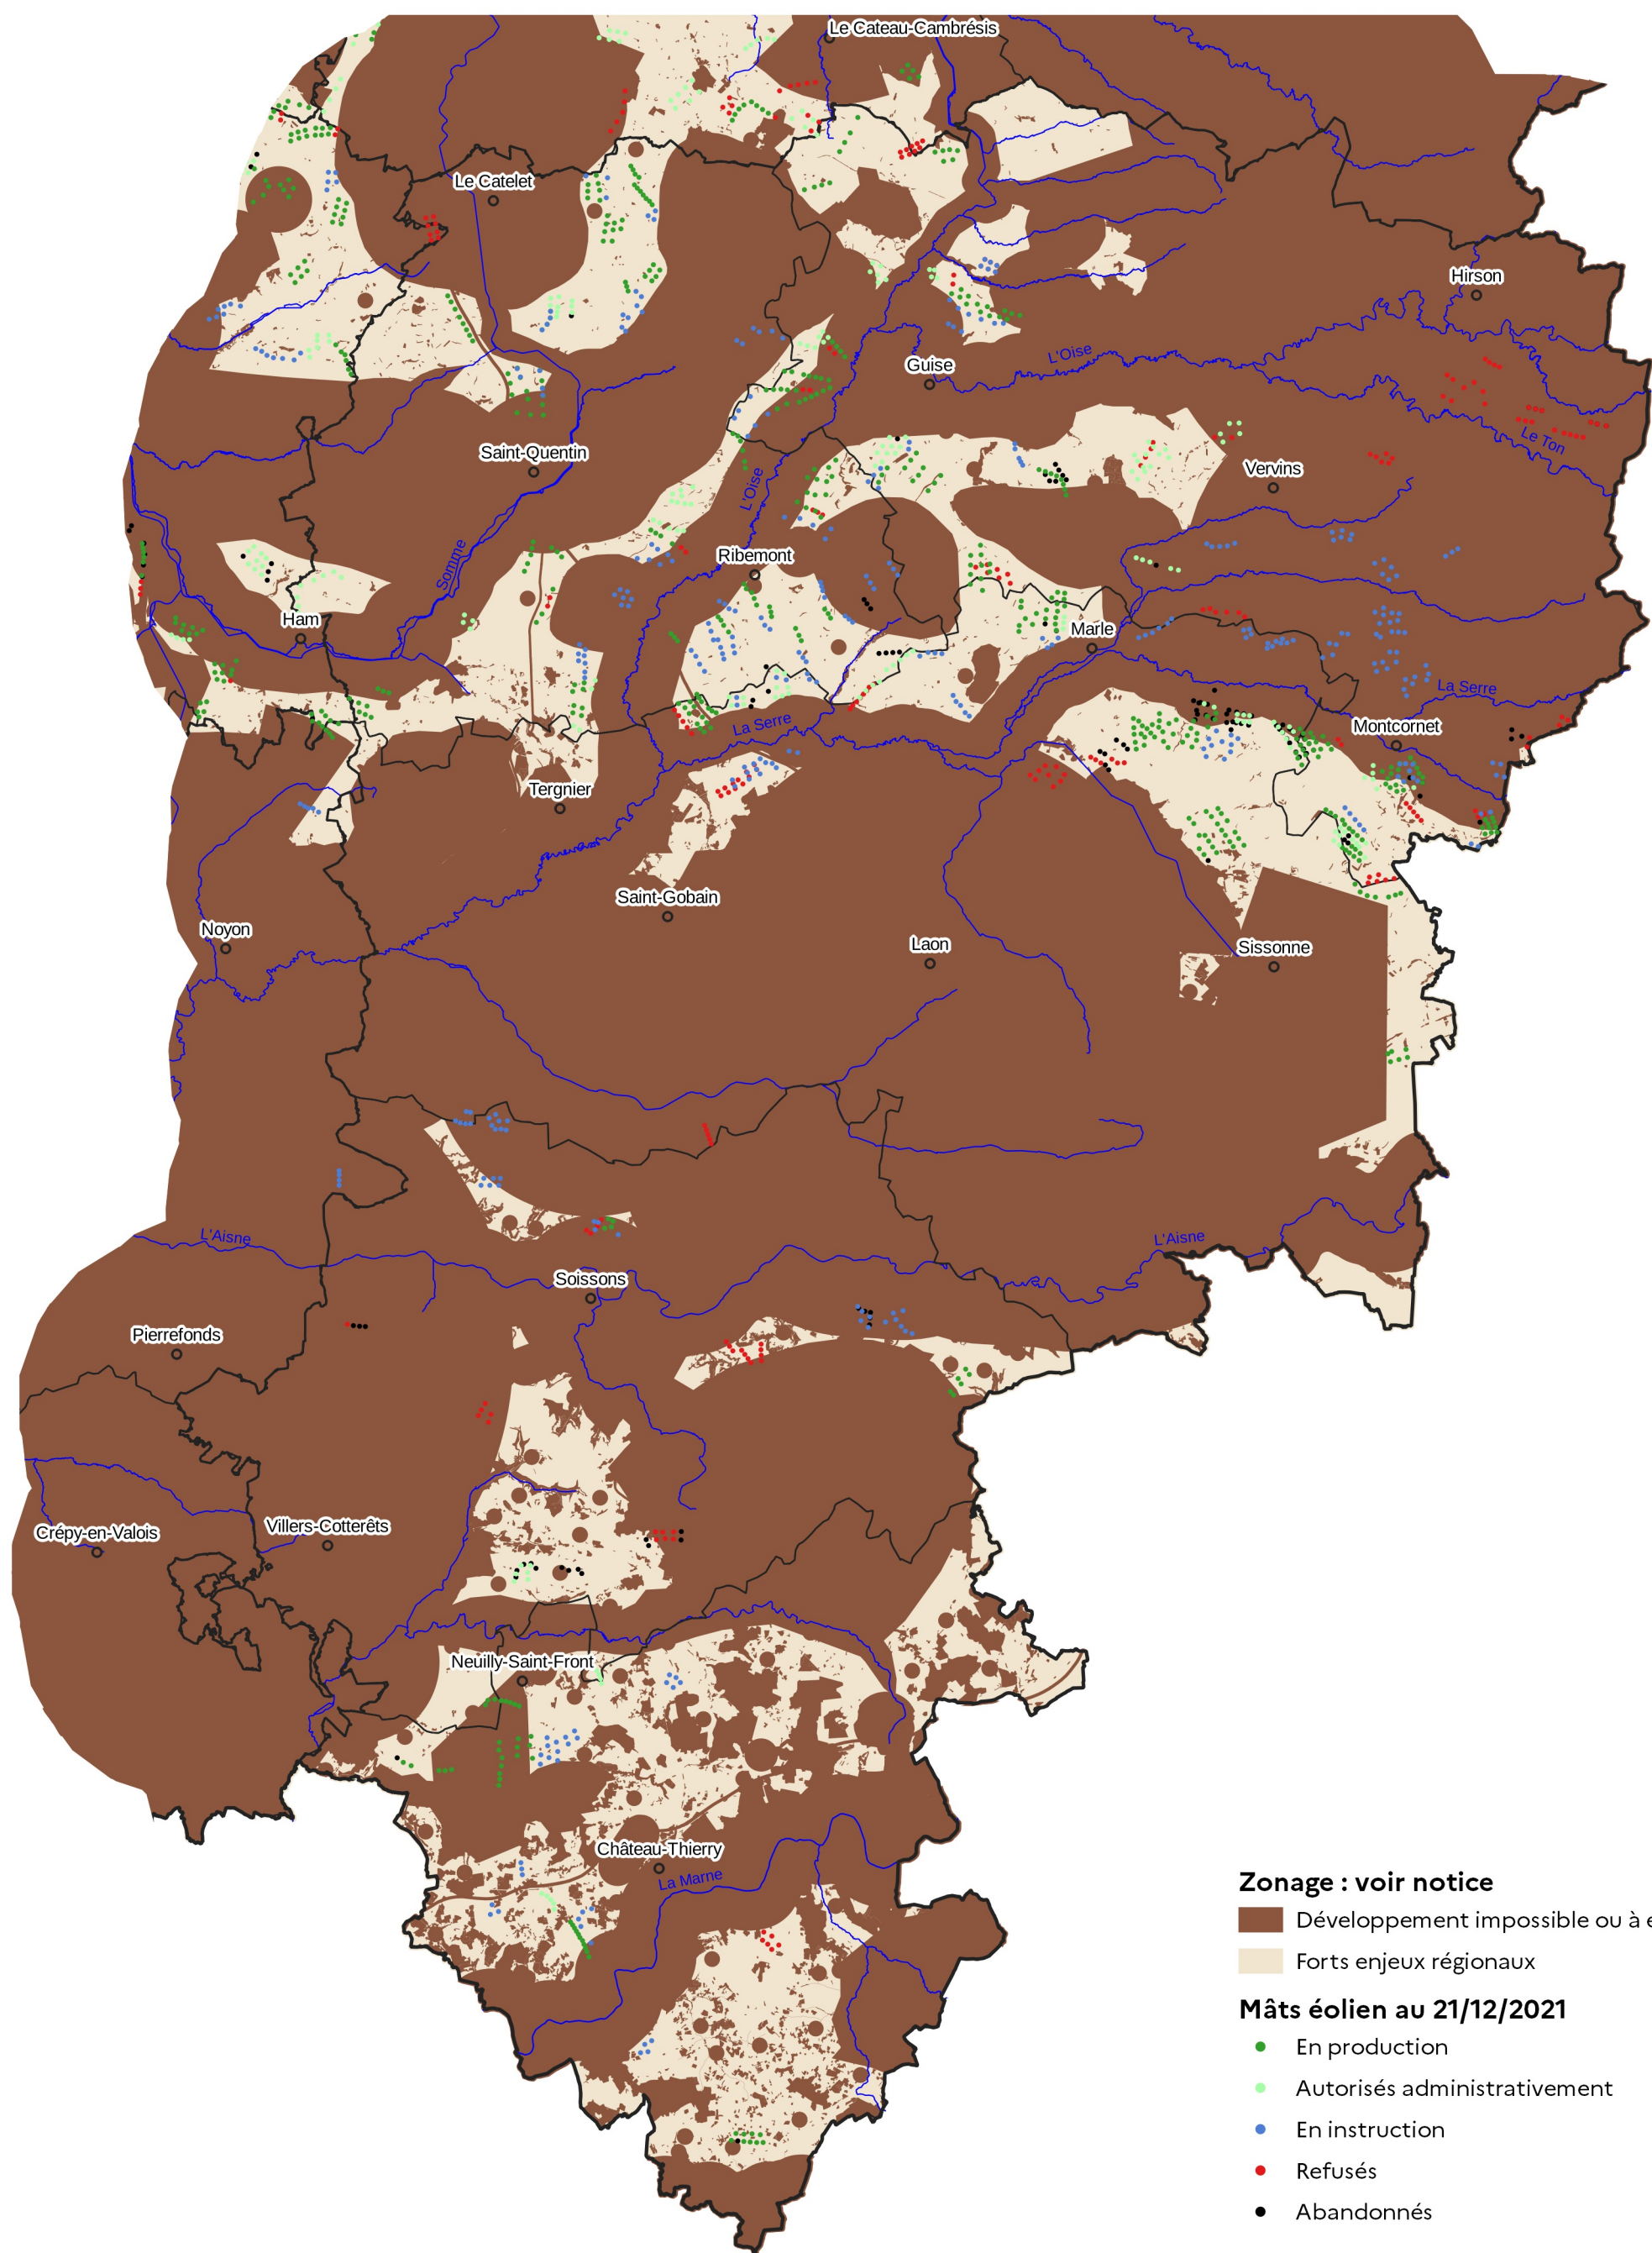 Le Cateau-Cambrésis
Le Catelet
Hirson
L'Oise
Guise
Le Ton
Saint-Quentin
Vervins
L'Oise
Somme
Ribemont
Ham
Marle
La Serre
La Serre
Montcornet
Tergnier
Saint-Gobain
Noyon
Laon
Sissonne
L'Aisne
L'Aisne
Soissons
Pierrefonds
Crépy-en-Valois
Villers-Cotterêts
Neuilly-Saint-Front
Château-Thierry
La Marne
Zonage : voir notice
Développement impossible ou à e
Forts enjeux régionaux
Mâts éolien au 21/12/2021
En production
Autorisés administrativement
En instruction
Refusés
Abandonnés